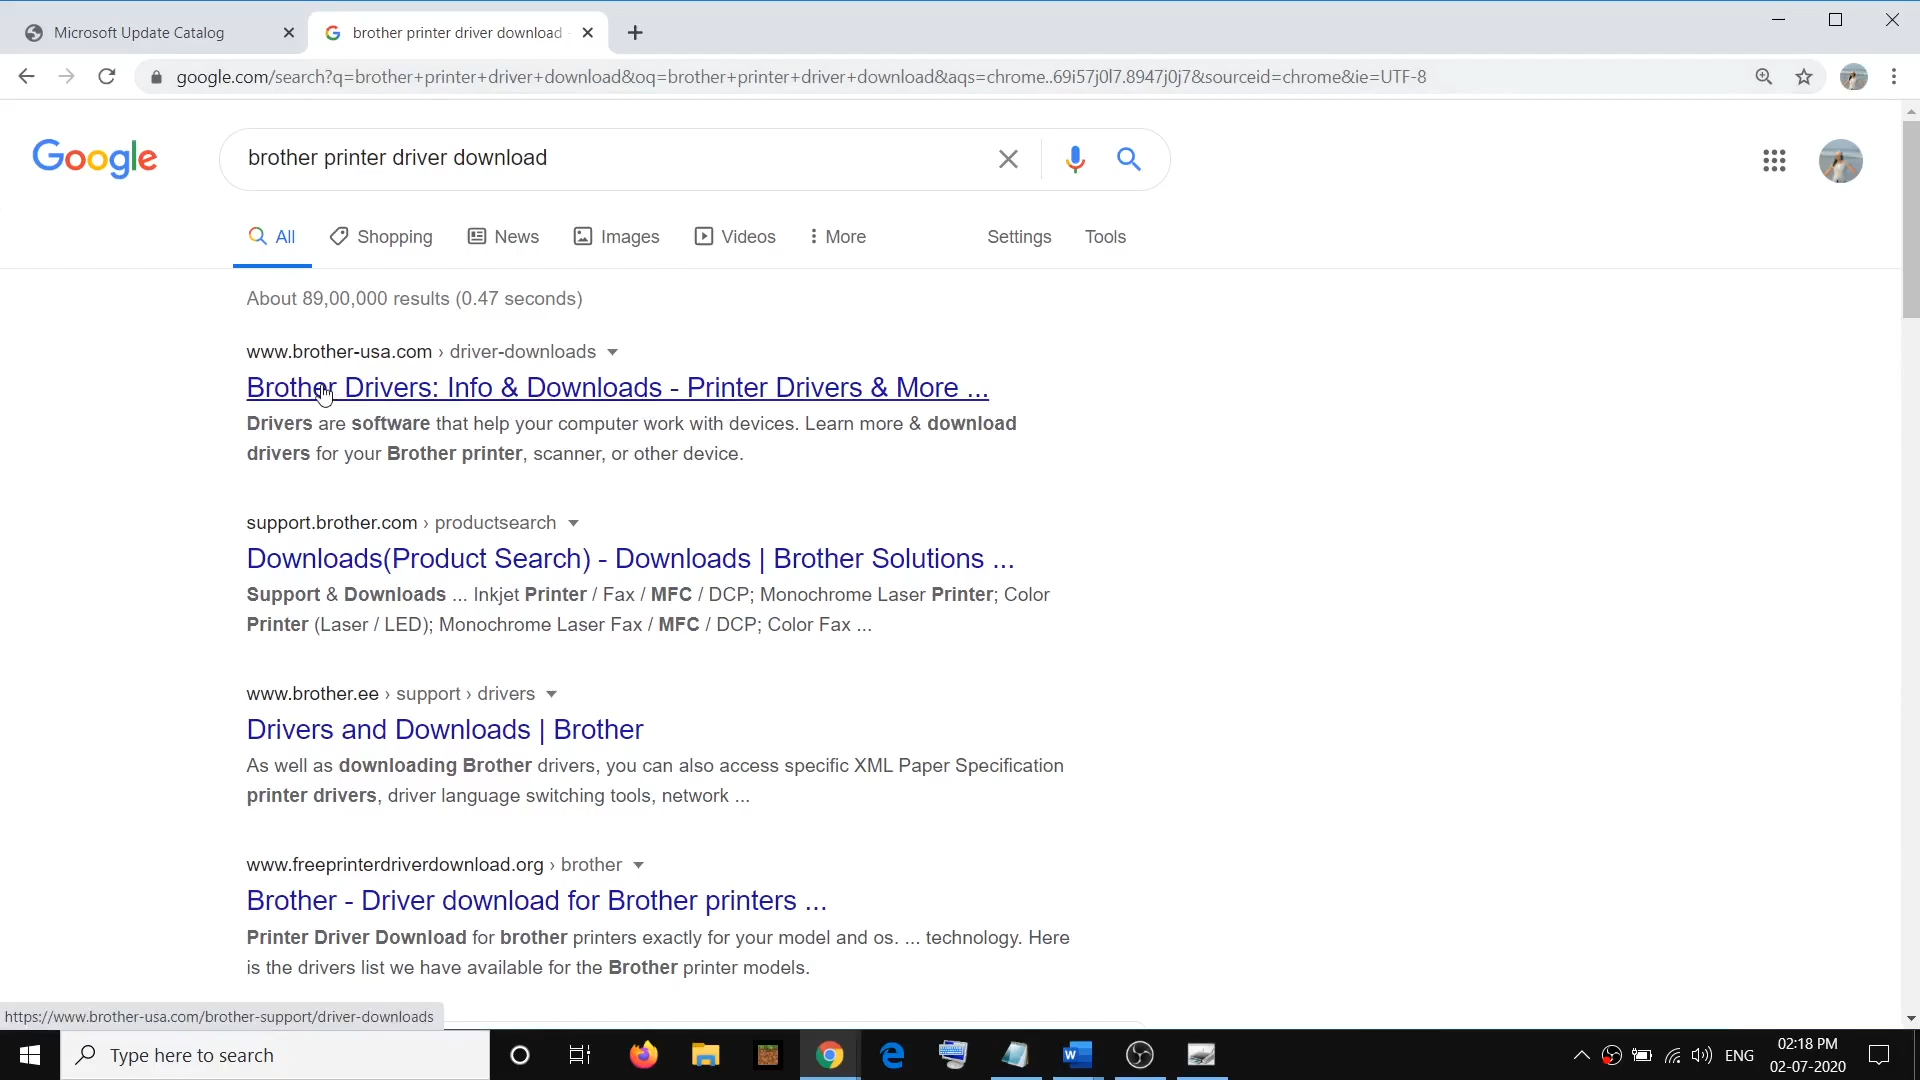 Microsoft Update Catalog
brother printer driver download
google.com/search?q=brother+printer+driver+download&oq=brother+printer+driver+download&aqs=chrome..69i57j0l7.8947j0j7&sourceid=chrome&ie=UTF-8
Google
brother printer driver download
All Shopping News Images Videos More Settings Tools
About 89,00,000 results (0.47 seconds)
www.brother-usa.com › driver-downloads
Brother Drivers: Info & Downloads - Printer Drivers & More ...
Drivers are software that help your computer work with devices. Learn more & download
drivers for your Brother printer, scanner, or other device.
support.brother.com › productsearch
Downloads(Product Search) - Downloads | Brother Solutions ...
Support & Downloads ... Inkjet Printer / Fax / MFC / DCP; Monochrome Laser Printer; Color
Printer (Laser / LED); Monochrome Laser Fax / MFC / DCP; Color Fax ...
www.brother.ee › support › drivers
Drivers and Downloads | Brother
As well as downloading Brother drivers, you can also access specific XML Paper Specification
printer drivers, driver language switching tools, network ...
www.freeprinterdriverdownload.org › brother
Brother - Driver download for Brother printers ...
Printer Driver Download for brother printers exactly for your model and os. ... technology. Here
is the drivers list we have available for the Brother printer models.
https://www.brother-usa.com/brother-support/driver-downloads
Type here to search
ENG
02:18 PM
02-07-2020